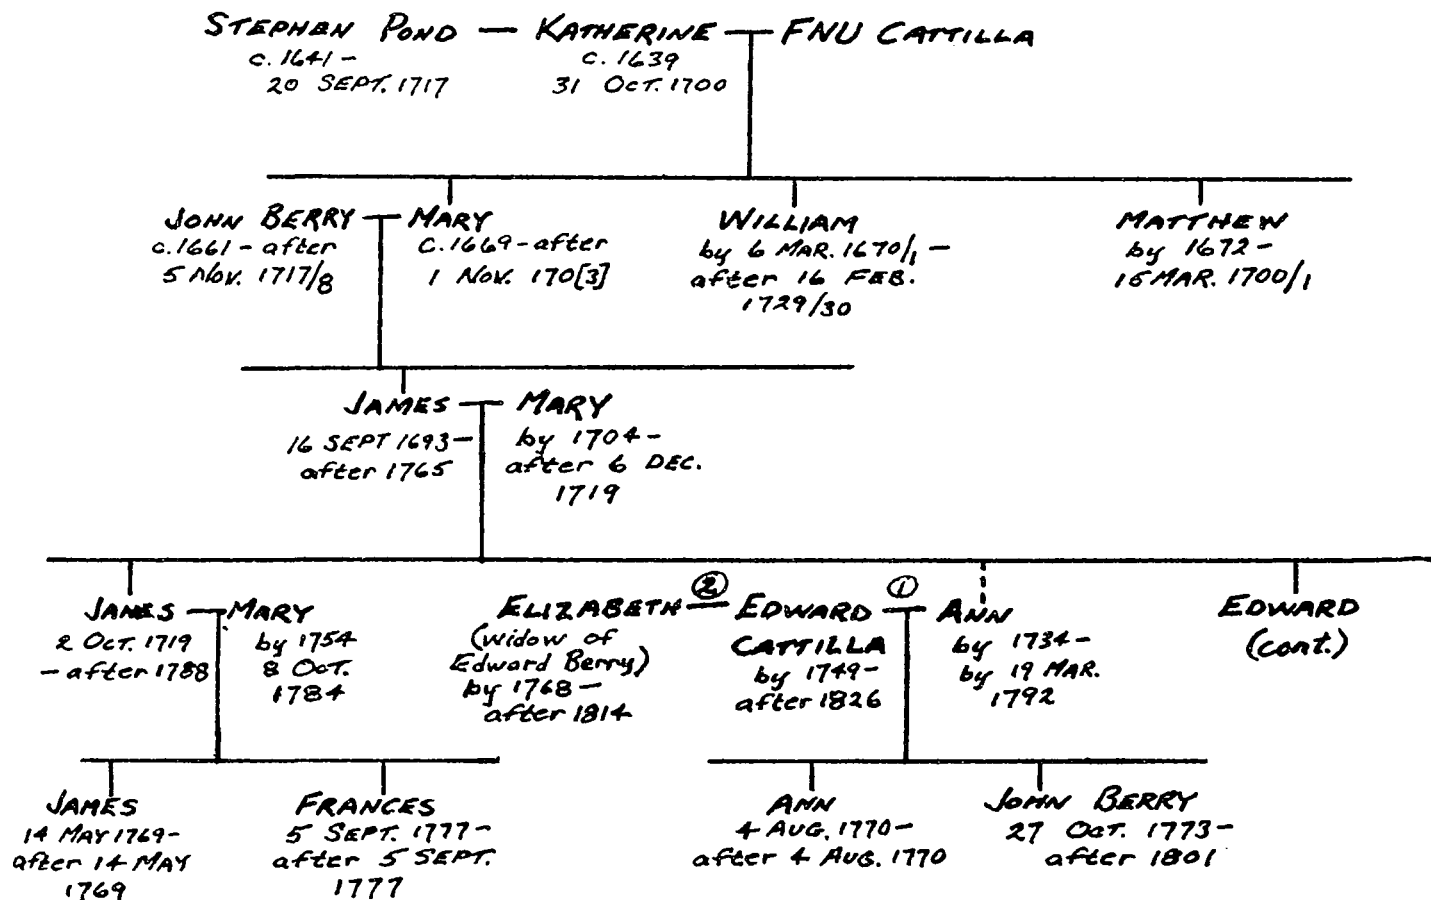 STEPHEN POND — KATHERINE — FNU CATTILLA
c. 1641 –
20 SEPT. 1717
c. 1639
31 OCT. 1700
JOHN BERRY — MARY
c. 1661 – after
5 NOV. 1717/8
c. 1669 – after
1 NOV. 170[3]
WILLIAM
by 6 MAR. 1670/1 –
after 16 FEB.
1729/30
MATTHEW
by 1672 –
16 MAR. 1700/1
JAMES — MARY
16 SEPT 1693 –
after 1765
by 1704 –
after 6 DEC.
1719
JAMES — MARY
2 OCT. 1719
– after 1788
by 1754
8 OCT.
1784
ELIZABETH
(widow of
Edward Berry)
by 1768 –
after 1814
②
EDWARD
CATTILLA
by 1749 –
after 1826
①
ANN
by 1734 –
by 19 MAR.
1792
EDWARD
(cont.)
JAMES
14 MAY 1769 –
after 14 MAY
1769
FRANCES
5 SEPT. 1777 –
after 5 SEPT.
1777
ANN
4 AUG. 1770 –
after 4 AUG. 1770
JOHN BERRY
27 OCT. 1773 –
after 1801